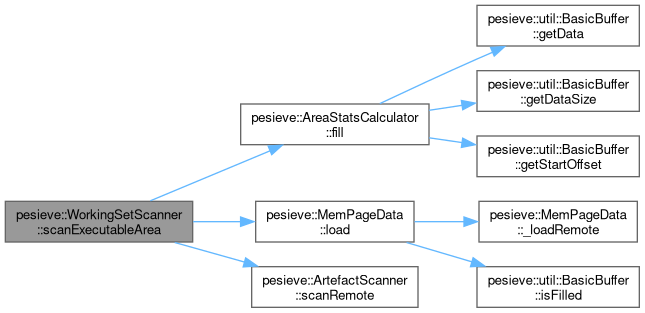 pesieve::WorkingSetScanner
::scanExecutableArea
pesieve::AreaStatsCalculator
::fill
pesieve::util::BasicBuffer
::getData
pesieve::util::BasicBuffer
::getDataSize
pesieve::util::BasicBuffer
::getStartOffset
pesieve::MemPageData
::load
pesieve::MemPageData
::_loadRemote
pesieve::util::BasicBuffer
::isFilled
pesieve::ArtefactScanner
::scanRemote